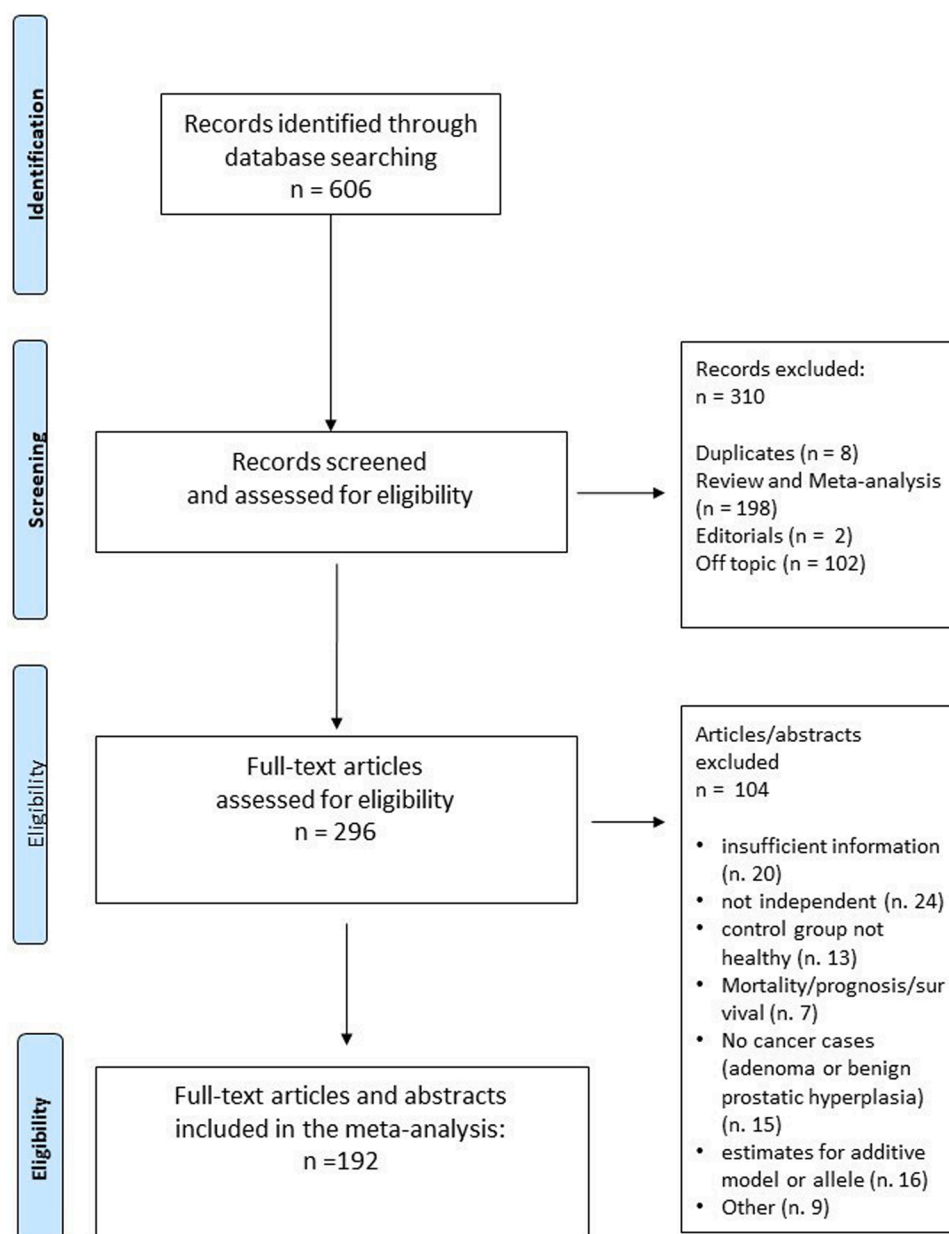 Identification
Records identified through
database searching
n = 606
Screening
Records screened
and assessed for eligibility
Records excluded:
n = 310
Duplicates (n = 8)
Review and Meta-analysis
(n = 198)
Editorials (n =  2)
Off topic (n = 102)
Eligibility
Full-text articles
assessed for eligibility
n = 296
Articles/abstracts
excluded
n =  104
• insufficient information
(n. 20)
• not independent (n. 24)
• control group not
healthy (n. 13)
• Mortality/prognosis/sur
vival (n. 7)
• No cancer cases
(adenoma or benign
prostatic hyperplasia)
(n. 15)
• estimates for additive
model or allele (n. 16)
• Other (n. 9)
Eligibility
Full-text articles and abstracts
included in the meta-analysis:
n =192